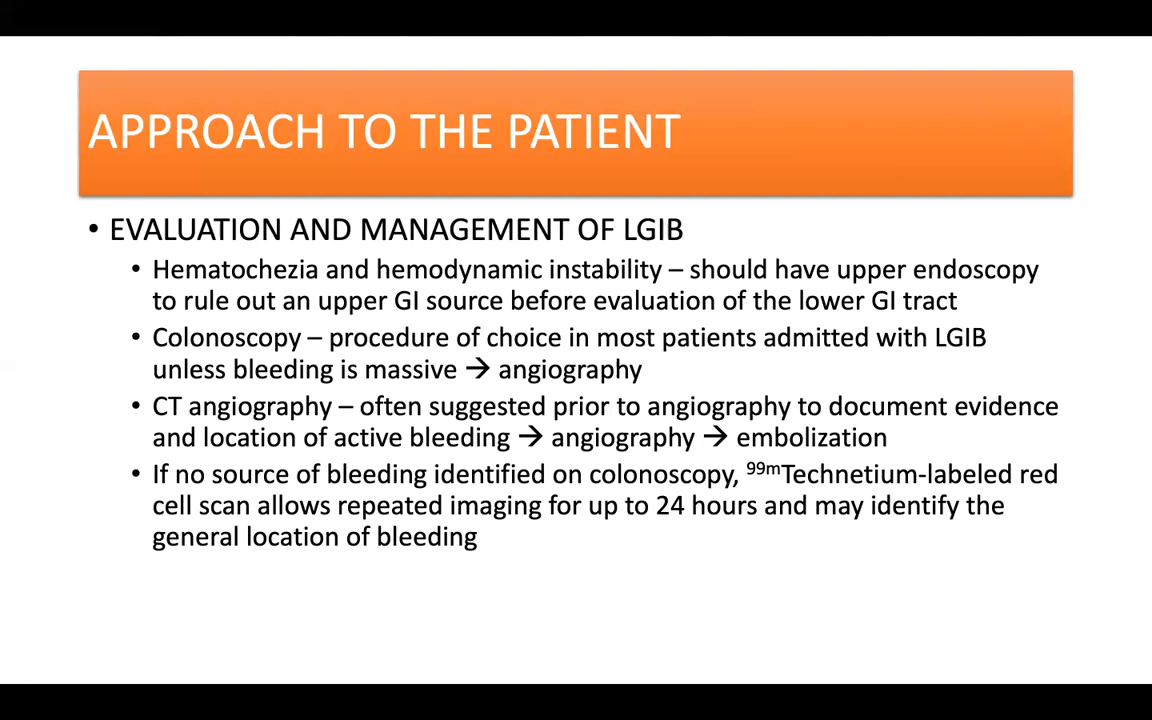 APPROACH TO THE PATIENT
• EVALUATION AND MANAGEMENT OF LGIB
• Hematochezia and hemodynamic instability – should have upper endoscopy
to rule out an upper GI source before evaluation of the lower GI tract
• Colonoscopy – procedure of choice in most patients admitted with LGIB
unless bleeding is massive → angiography
• CT angiography – often suggested prior to angiography to document evidence
and location of active bleeding → angiography → embolization
• If no source of bleeding identified on colonoscopy, ⁹⁹ᵐTechnetium-labeled red
cell scan allows repeated imaging for up to 24 hours and may identify the
general location of bleeding